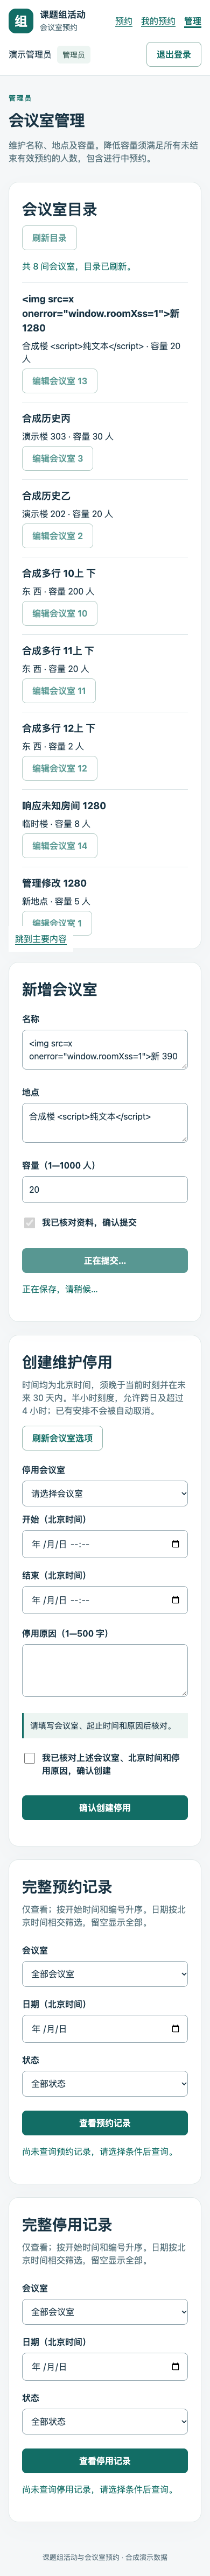 组
课题组活动
会议室预约
预约 我的预约 管理
演示管理员 管理员
退出登录
管理员
会议室管理
维护名称、地点及容量。降低容量须满足所有未结
束有效预约的人数，包含进行中预约。
会议室目录
刷新目录
共 8 间会议室，目录已刷新。
<img src=x
onerror="window.roomXss=1">新
1280
合成楼 <script>纯文本</script> · 容量 20
人
编辑会议室 13
合成历史丙
演示楼 303 · 容量 30 人
编辑会议室 3
合成历史乙
演示楼 202 · 容量 20 人
编辑会议室 2
合成多行 10上 下
东 西 · 容量 200 人
编辑会议室 10
合成多行 11上 下
东 西 · 容量 20 人
编辑会议室 11
合成多行 12上 下
东 西 · 容量 2 人
编辑会议室 12
响应未知房间 1280
临时楼 · 容量 8 人
编辑会议室 14
管理修改 1280
新地点 · 容量 5 人
编辑会议室 1
跳到主要内容
新增会议室
名称
<img src=x
onerror="window.roomXss=1">新 390
地点
合成楼 <script>纯文本</script>
容量（1—1000 人）
20
我已核对资料，确认提交
正在提交…
正在保存，请稍候…
创建维护停用
时间均为北京时间，须晚于当前时刻并在未
来 30 天内。半小时刻度，允许跨日及超过
4 小时；已有安排不会被自动取消。
刷新会议室选项
停用会议室
请选择会议室
开始（北京时间）
年 /月/日 --:--
结束（北京时间）
年 /月/日 --:--
停用原因（1—500 字）
请填写会议室、起止时间和原因后核对。
我已核对上述会议室、北京时间和停
用原因，确认创建
确认创建停用
完整预约记录
仅查看；按开始时间和编号升序。日期按北
京时间相交筛选，留空显示全部。
会议室
全部会议室
日期（北京时间）
年 /月/日
状态
全部状态
查看预约记录
尚未查询预约记录，请选择条件后查询。
完整停用记录
仅查看；按开始时间和编号升序。日期按北
京时间相交筛选，留空显示全部。
会议室
全部会议室
日期（北京时间）
年 /月/日
状态
全部状态
查看停用记录
尚未查询停用记录，请选择条件后查询。
课题组活动与会议室预约 · 合成演示数据